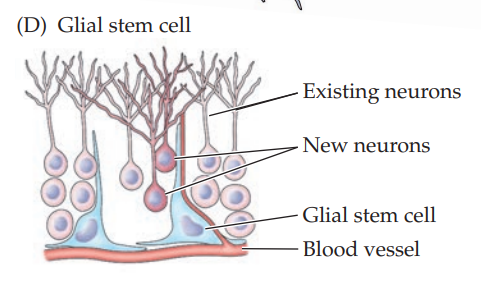 (D) Glial stem cell
Existing neurons
New neurons
Glial stem cell
Blood vessel